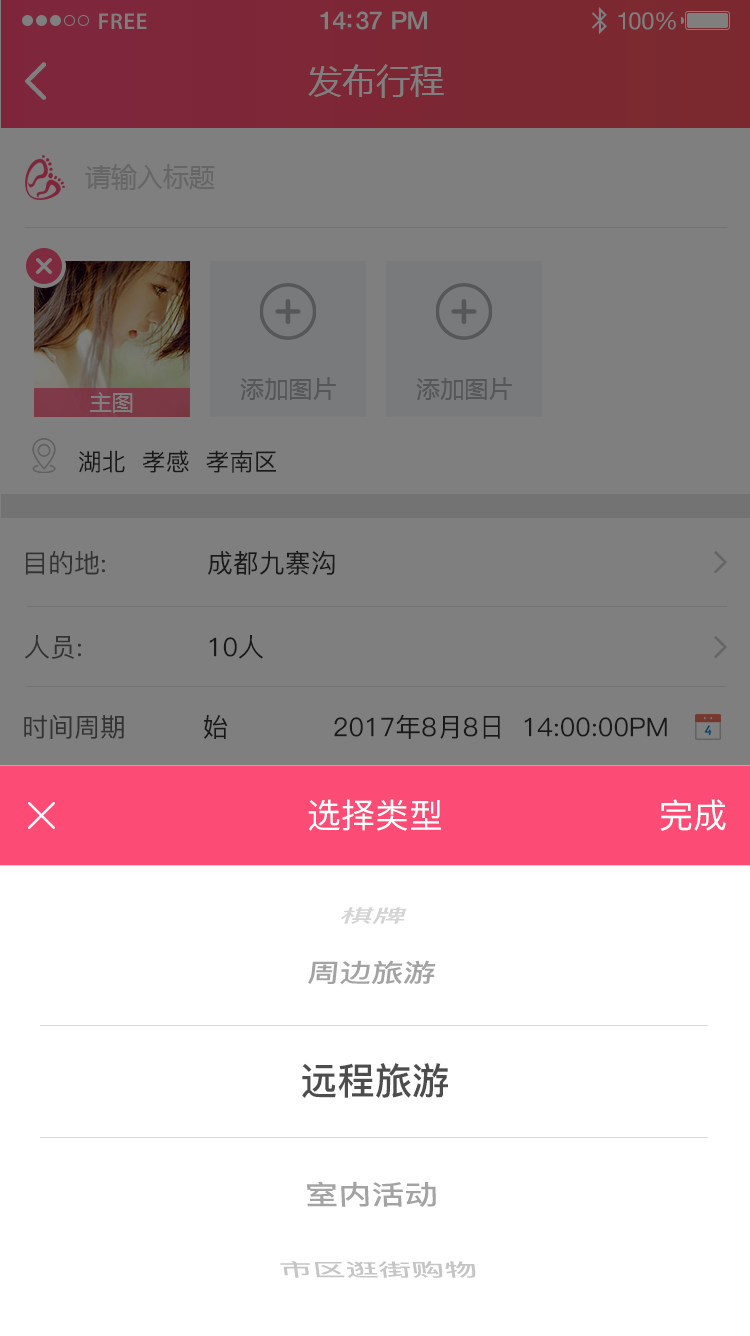 FREE 14:37 PM 100%
发布行程
请输入标题
主图 添加图片 添加图片
湖北 孝感 孝南区
目的地: 成都九寨沟
人员: 10人
时间周期 始 2017年8月8日 14:00:00PM 4
选择类型 完成
棋牌
周边旅游
远程旅游
室内活动
市区逛街购物